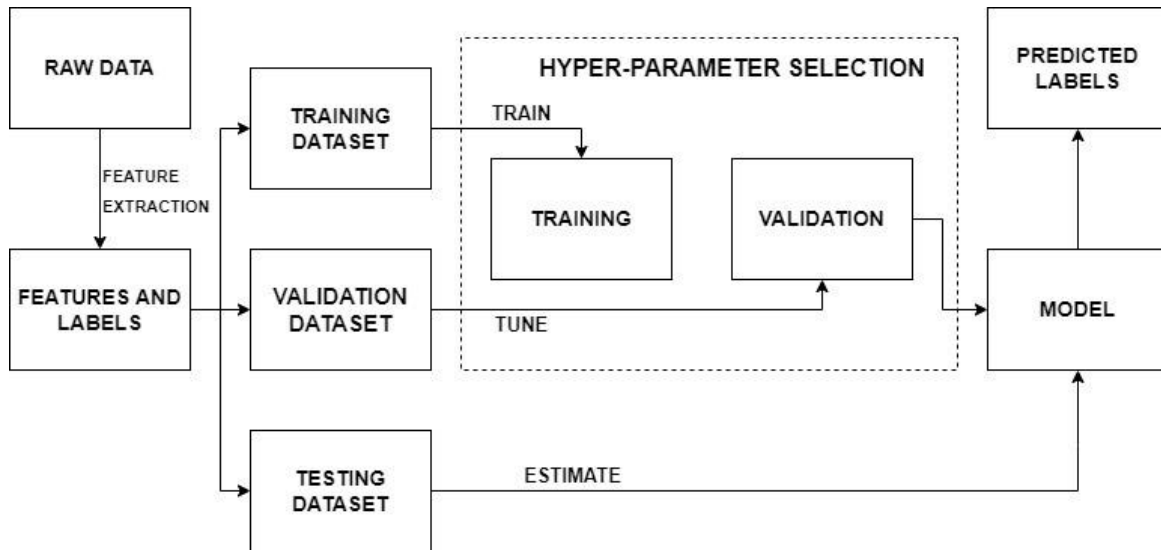 RAW DATA
FEATURE
EXTRACTION
FEATURES AND
LABELS
TRAINING
DATASET
VALIDATION
DATASET
TESTING
DATASET
HYPER-PARAMETER SELECTION
TRAIN
TRAINING
VALIDATION
TUNE
ESTIMATE
PREDICTED
LABELS
MODEL